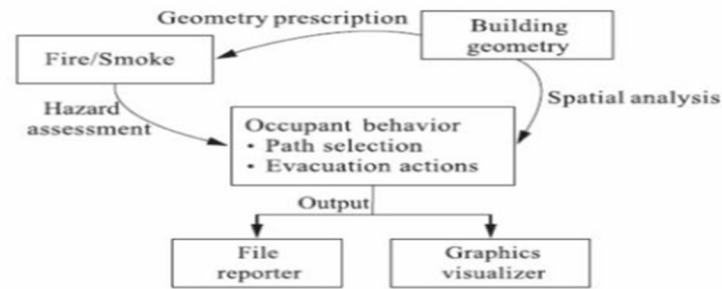 Geometry prescription
Building
geometry
Fire/Smoke
Hazard
assessment
Spatial analysis
Occupant behavior
• Path selection
• Evacuation actions
Output
File
reporter
Graphics
visualizer